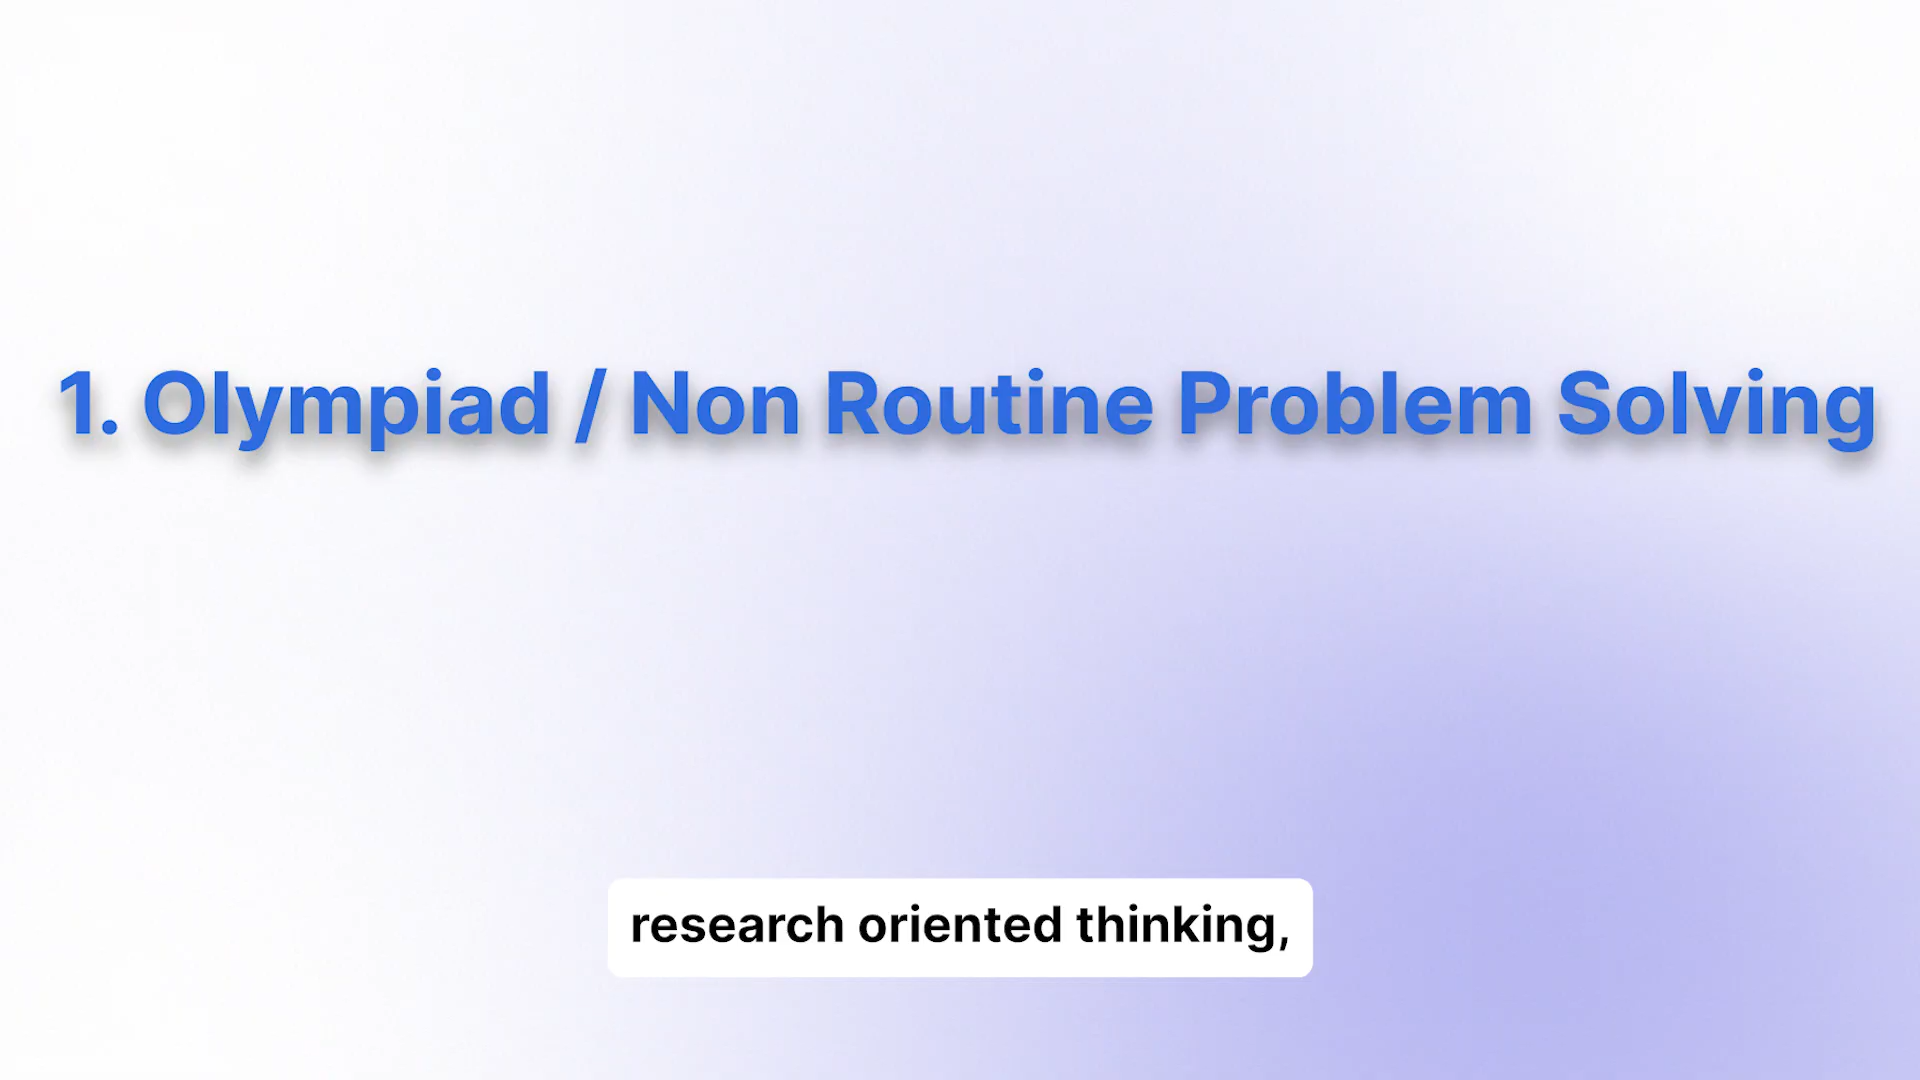 1. Olympiad / Non Routine Problem Solving
research oriented thinking,